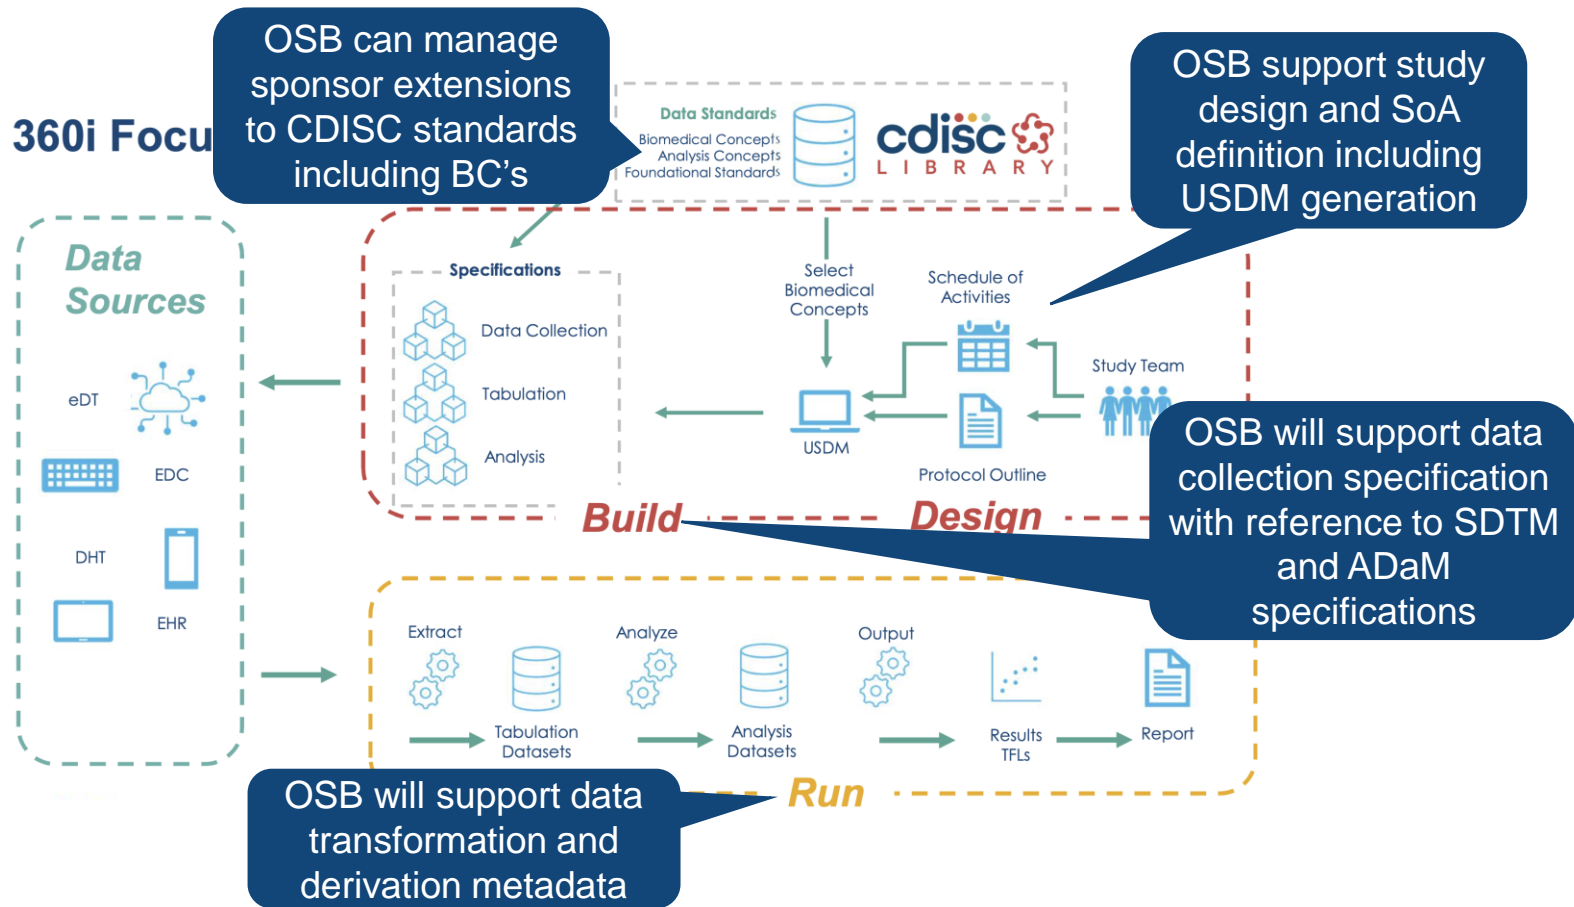 OSB can manage
sponsor extensions
to CDISC standards
including BC's
360i Focu
Data Standards
Biomedical Concepts
Analysis Concepts
Foundational Standards
cdisc
LIBRARY
OSB support study
design and SoA
definition including
USDM generation
Data
Sources
eDT
EDC
DHT
EHR
Specifications
Data Collection
Tabulation
Analysis
Select
Biomedical
Concepts
Schedule of
Activities
Study Team
USDM
Protocol Outline
Build
Design
OSB will support data
collection specification
with reference to SDTM
and ADaM
specifications
Extract
Analyze
Output
Tabulation
Datasets
Analysis
Datasets
Results
TFLs
Report
Run
OSB will support data
transformation and
derivation metadata